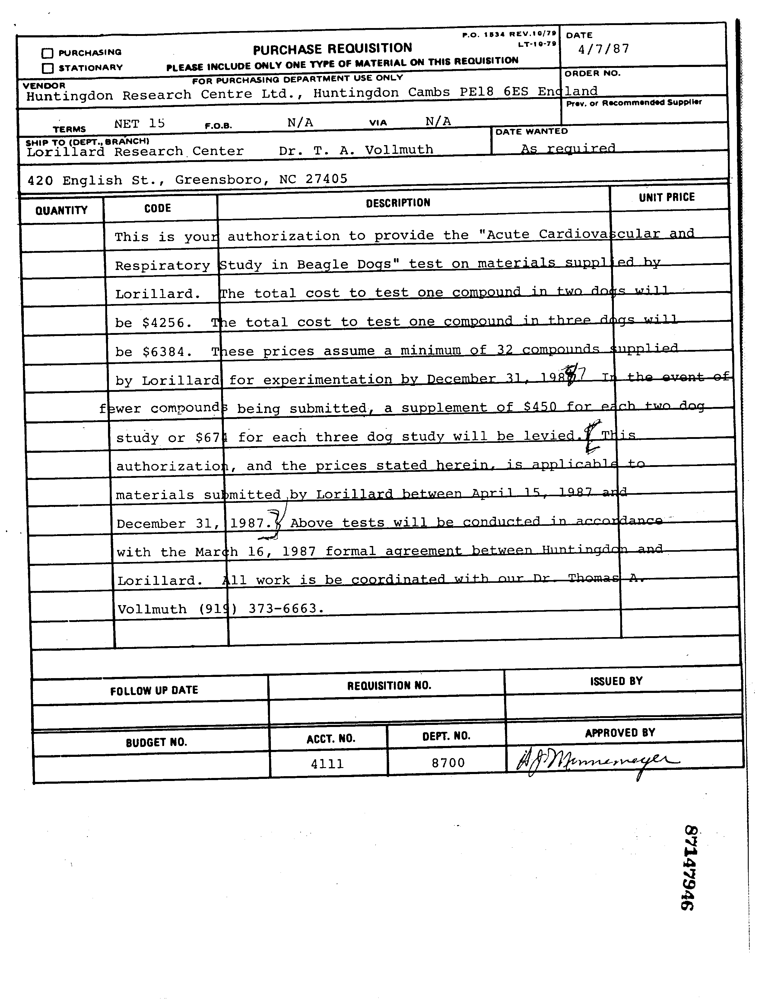 P.O. 1534 REV.10/79
LT-10-79
DATE
☐ PURCHASING
PURCHASE REQUISITION
4/7/87
☐ STATIONARY
PLEASE INCLUDE ONLY ONE TYPE OF MATERIAL ON THIS REQUISITION
FOR PURCHASING DEPARTMENT USE ONLY
ORDER NO.
VENDOR
Huntingdon Research Centre Ltd., Huntingdon Cambs PE18 6ES England
Prev. or Recommended Supplier
TERMS NET 15 F.O.B. N/A VIA N/A
DATE WANTED
SHIP TO (DEPT., BRANCH)
Lorillard Research Center Dr. T. A. Vollmuth As required
420 English St., Greensboro, NC 27405
QUANTITY CODE DESCRIPTION UNIT PRICE
This is your authorization to provide the "Acute Cardiovascular and
Respiratory Study in Beagle Dogs" test on materials supplied by
Lorillard. The total cost to test one compound in two dogs will
be $4256. The total cost to test one compound in three dogs will
be $6384. These prices assume a minimum of 32 compounds supplied
by Lorillard for experimentation by December 31, 1987 In the event of
fewer compounds being submitted, a supplement of $450 for each two dog
study or $674 for each three dog study will be levied. This
authorization, and the prices stated herein, is applicable to
materials submitted by Lorillard between April 15, 1987 and
December 31, 1987. Above tests will be conducted in accordance
with the March 16, 1987 formal agreement between Huntingdon and
Lorillard. All work is be coordinated with our Dr. Thomas A.
Vollmuth (919) 373-6663.
FOLLOW UP DATE REQUISITION NO. ISSUED BY
BUDGET NO. ACCT. NO. DEPT. NO. APPROVED BY
4111 8700 HJMinnemeyer
87147946